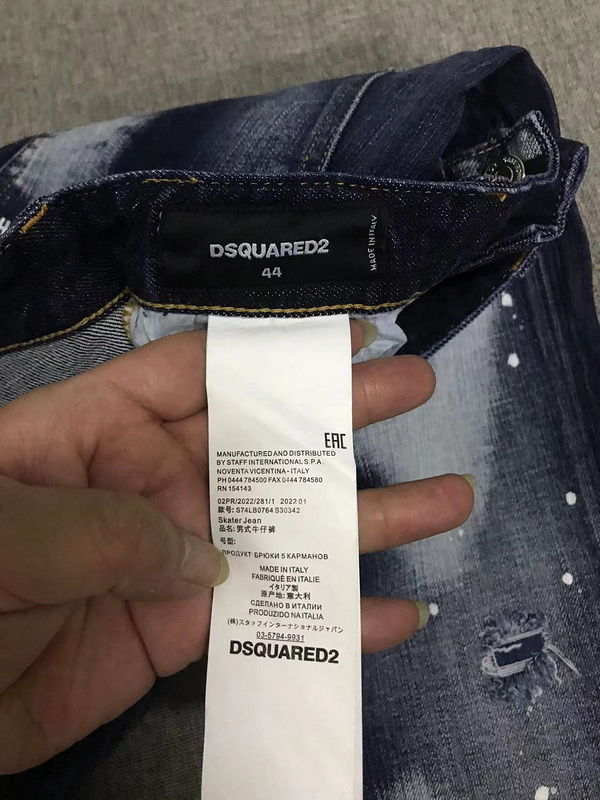 DSQUARED2
44
MADE IN ITALY
EAC
MANUFACTURED AND DISTRIBUTED
BY STAFF INTERNATIONAL S.P.A.
NOVENTA VICENTINA - ITALY
PH 0444 784500 FAX 0444 784580
RN 154143
02PR/2022/281/1 2022 01
款号: S74LB0764 S30342
Skater Jean
品名: 男式牛仔裤
号型:
ПРОДУКТ: БРЮКИ 5 КАРМАНОВ
MADE IN ITALY
FABRIQUÉ EN ITALIE
イタリア製
原产地: 意大利
СДЕЛАНО В ИТАЛИИ
PRODUZIDO NA ITALIA
(株)スタッフインターナショナルジャパン
03-5794-9931
DSQUARED2